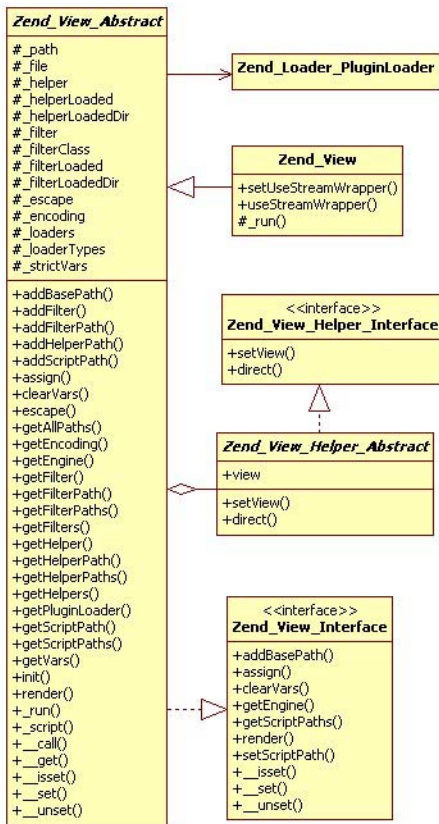 Zend_View_Abstract
#_path
#_file
#_helper
#_helperLoaded
#_helperLoadedDir
#_filter
#_filterClass
#_filterLoaded
#_filterLoadedDir
#_escape
#_encoding
#_loaders
#_loaderTypes
#_strictVars
+addBasePath()
+addFilter()
+addFilterPath()
+addHelperPath()
+addScriptPath()
+assign()
+clearVars()
+escape()
+getAllPaths()
+getEncoding()
+getEngine()
+getFilter()
+getFilterPath()
+getFilterPaths()
+getFilters()
+getHelper()
+getHelperPath()
+getHelperPaths()
+getHelpers()
+getPluginLoader()
+getScriptPath()
+getScriptPaths()
+getVars()
+init()
+render()
+_run()
+_script()
+__call()
+__get()
+__isset()
+__set()
+__unset()
Zend_Loader_PluginLoader
Zend_View
+setUseStreamWrapper()
+useStreamWrapper()
#_run()
<<interface>>
Zend_View_Helper_Interface
+setView()
+direct()
Zend_View_Helper_Abstract
+view
+setView()
+direct()
<<interface>>
Zend_View_Interface
+addBasePath()
+assign()
+clearVars()
+getEngine()
+getScriptPaths()
+render()
+setScriptPath()
+__isset()
+__set()
+__unset()